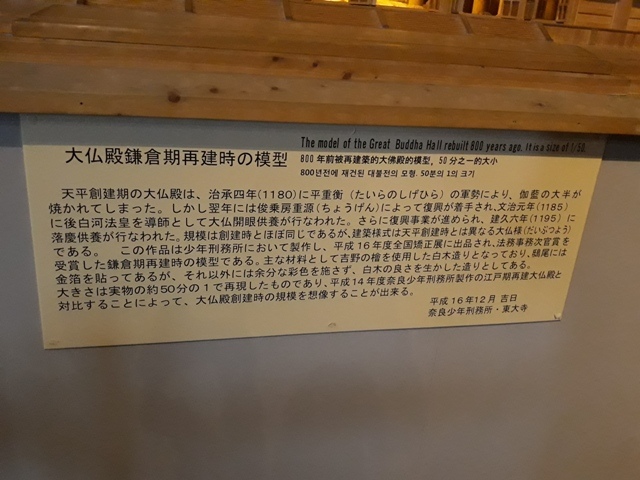 The model of the Great Buddha Hall rebuilt 800 years ago. It is a size of 1/50.
大仏殿鎌倉期再建時の模型
800年前被再建築的大佛殿的模型, 50分之一的大小
800년전에 재건된 대불전의 모형. 50분의 1의 크기
天平創建期の大仏殿は、治承四年(1180)に平重衡(たいらのしげひら)の軍勢により、伽藍の大半が
焼かれてしまった。しかし翌年には俊乗房重源(ちょうげん)によって復興が着手され、文治元年(1185)
に後白河法皇を導師として大仏開眼供養が行なわれた。さらに復興事業が進められ、建久六年(1195)に
落慶供養が行なわれた。規模は創建時とほぼ同じであるが、建築様式は天平創建時とは異なる大仏様(だいぶつよう)
である。 この作品は少年刑務所において製作し、平成16年度全国矯正展に出品され、法務事務次官賞を
受賞した鎌倉期再建時の模型である。主な材料として吉野の檜を使用した白木造りとなっており、鴟尾には
金箔を貼ってあるが、それ以外には余分な彩色を施さず、白木の良さを生かした造りとしてある。
大きさは実物の約50分の1で再現したものであり、平成14年度奈良少年刑務所製作の江戸期再建大仏殿と
対比することによって、大仏殿創建時の規模を想像することが出来る。
平成16年12月 吉日
奈良少年刑務所・東大寺